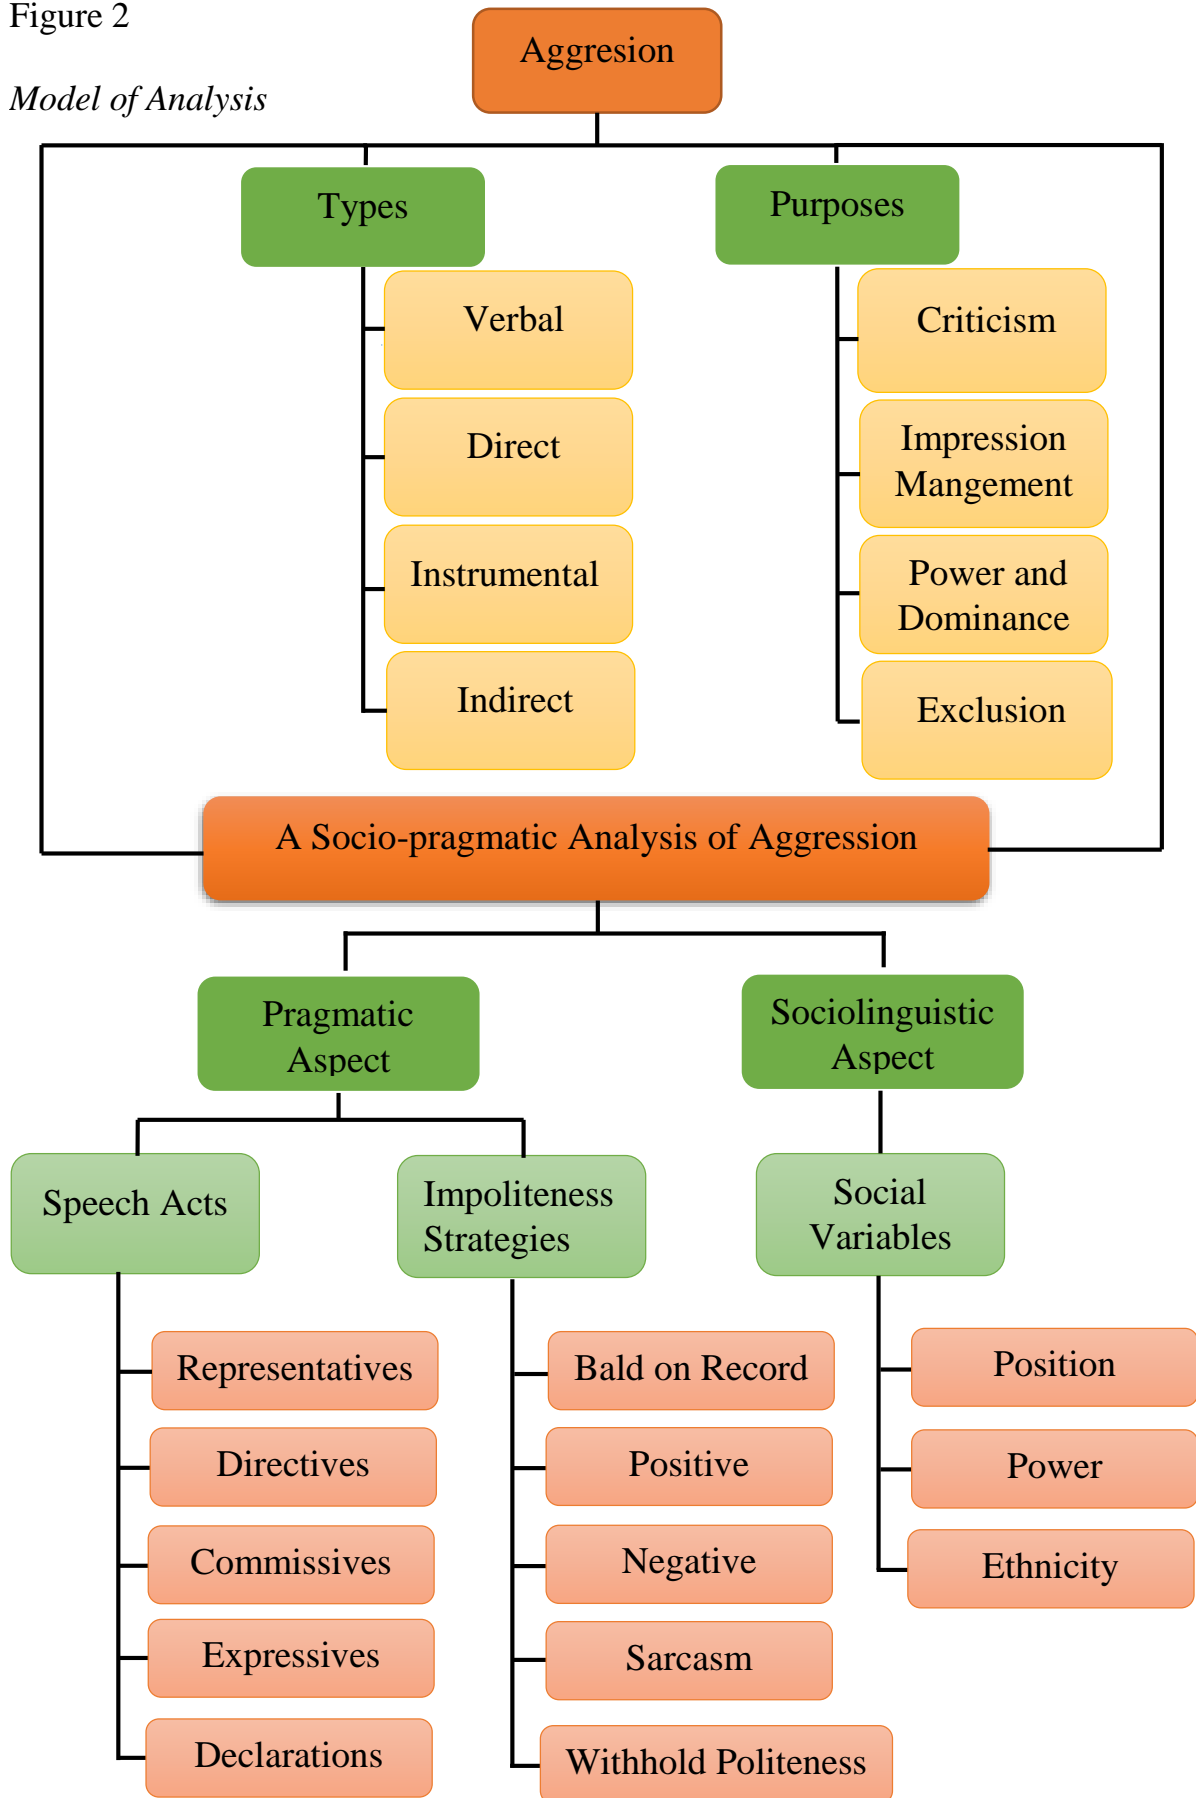 Figure 2
Aggresion
Model of Analysis
Types
Verbal
Direct
Instrumental
Indirect
Purposes
Criticism
Impression
Mangement
Power and
Dominance
Exclusion
A Socio-pragmatic Analysis of Aggression
Pragmatic
Aspect
Speech Acts
Representatives
Directives
Commissives
Expressives
Declarations
Impoliteness
Strategies
Bald on Record
Positive
Negative
Sarcasm
Withhold Politeness
Sociolinguistic
Aspect
Social
Variables
Position
Power
Ethnicity